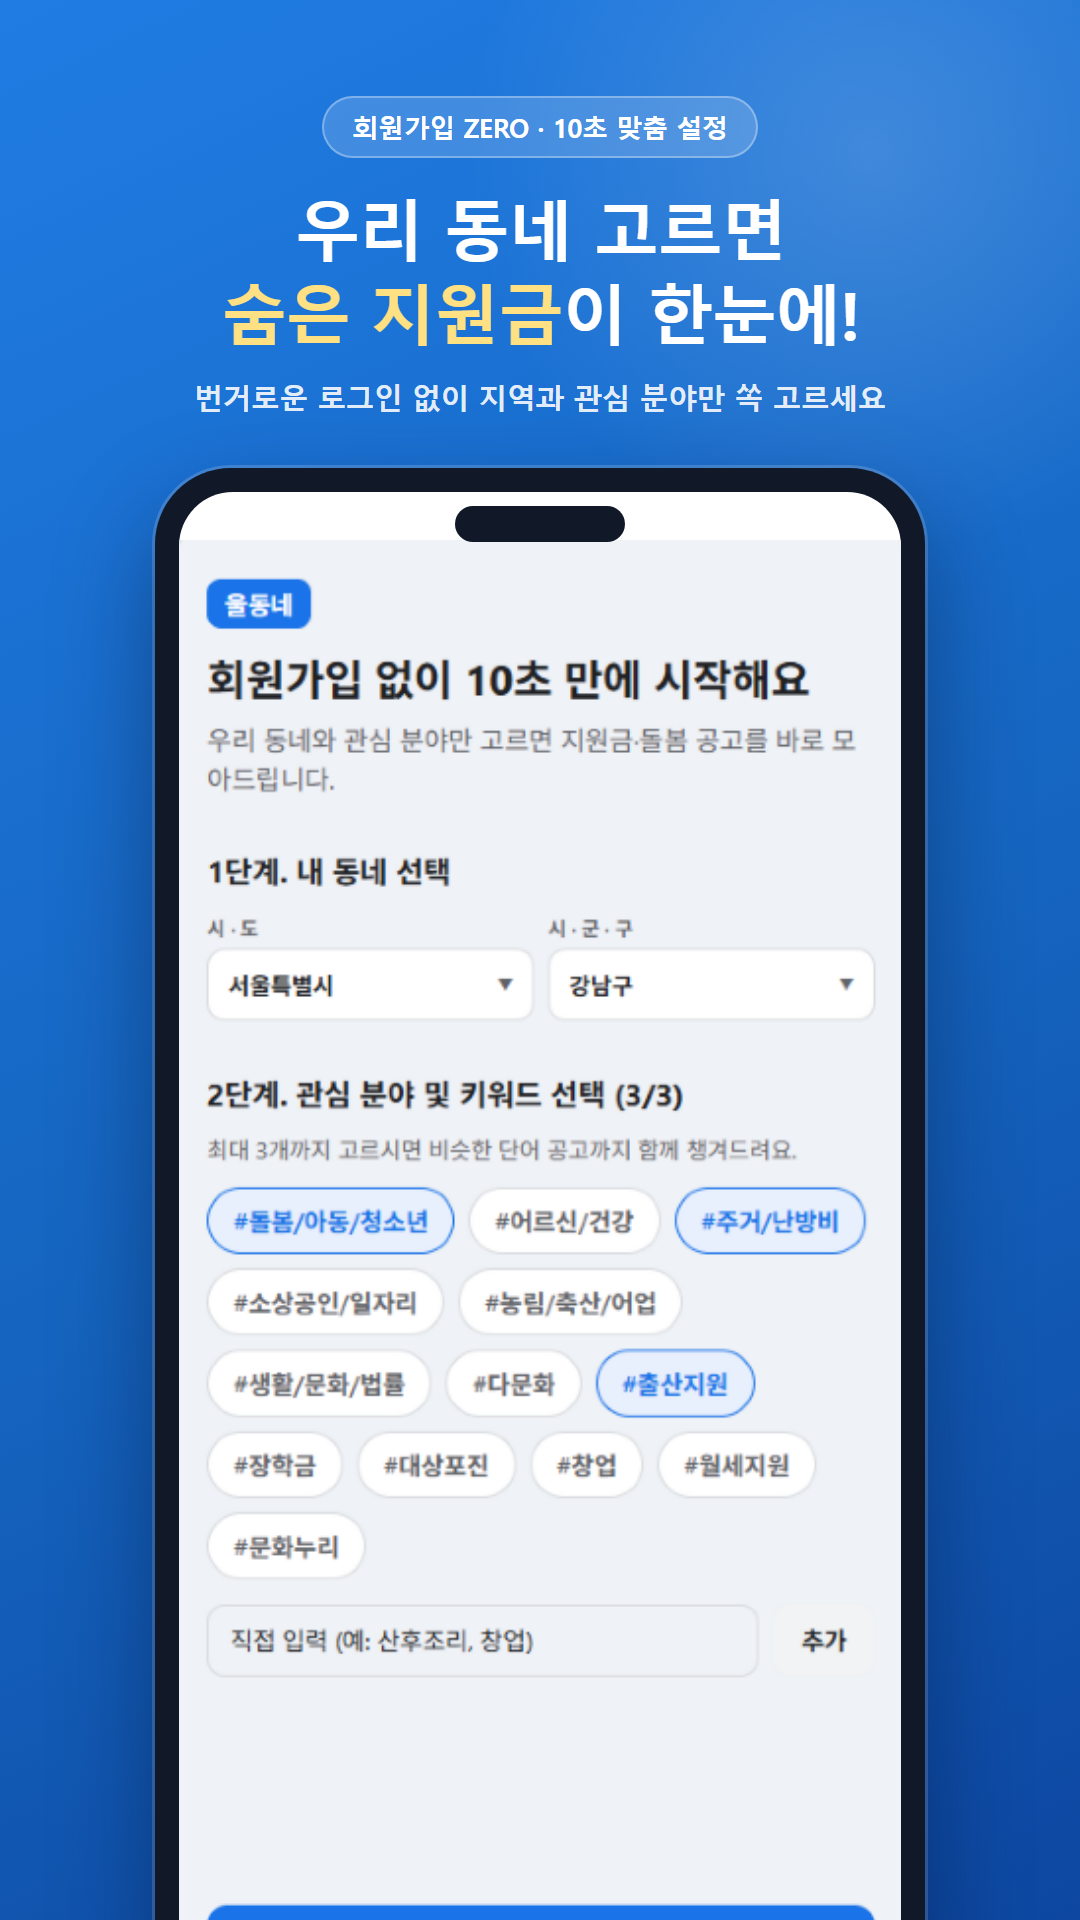 회원가입 ZERO · 10초 맞춤 설정
우리 동네 고르면
숨은 지원금이 한눈에!
번거로운 로그인 없이 지역과 관심 분야만 쏙 고르세요
울동네
회원가입 없이 10초 만에 시작해요
우리 동네와 관심 분야만 고르면 지원금·돌봄 공고를 바로 모
아드립니다.
1단계. 내 동네 선택
시 · 도 시 · 군 · 구
서울특별시 ▼ 강남구 ▼
2단계. 관심 분야 및 키워드 선택 (3/3)
최대 3개까지 고르시면 비슷한 단어 공고까지 함께 챙겨드려요.
#돌봄/아동/청소년 #어르신/건강 #주거/난방비
#소상공인/일자리 #농림/축산/어업
#생활/문화/법률 #다문화 #출산지원
#장학금 #대상포진 #창업 #월세지원
#문화누리
직접 입력 (예: 산후조리, 창업) 추가